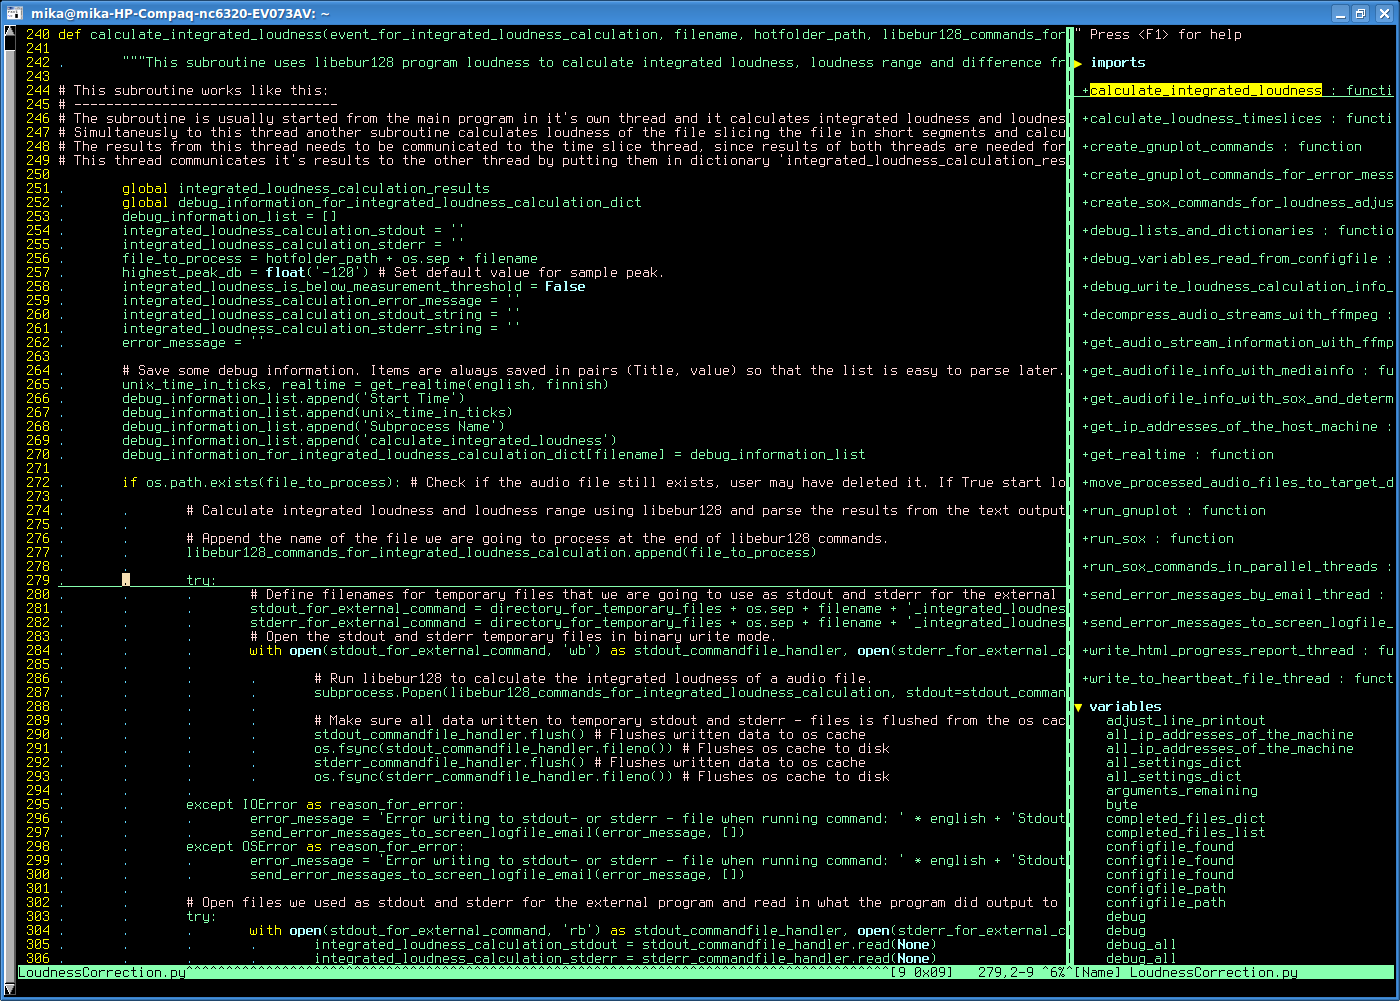 mika@mika-HP-Compaq-nc6320-EV073AV: ~
240 def calculate_integrated_loudness(event_for_integrated_loudness_calculation, filename, hotfolder_path, libebur128_commands_for
241
242 .       """This subroutine uses libebur128 program loudness to calculate integrated loudness, loudness range and difference fr
243
244 # This subroutine works like this:
245 # ---------------------------------
246 # The subroutine is usually started from the main program in it's own thread and it calculates integrated loudness and loudnes
247 # Simultaneusly to this thread another subroutine calculates loudness of the file slicing the file in short segments and calcu
248 # The results from this thread needs to be communicated to the time slice thread, since results of both threads are needed for
249 # This thread communicates it's results to the other thread by putting them in dictionary 'integrated_loudness_calculation_res
250
251 .       global integrated_loudness_calculation_results
252 .       global debug_information_for_integrated_loudness_calculation_dict
253 .       debug_information_list = []
254 .       integrated_loudness_calculation_stdout = ''
255 .       integrated_loudness_calculation_stderr = ''
256 .       file_to_process = hotfolder_path + os.sep + filename
257 .       highest_peak_db = float('-120') # Set default value for sample peak.
258 .       integrated_loudness_is_below_measurement_threshold = False
259 .       integrated_loudness_calculation_error_message = ''
260 .       integrated_loudness_calculation_stdout_string = ''
261 .       integrated_loudness_calculation_stderr_string = ''
262 .       error_message = ''
263
264 .       # Save some debug information. Items are always saved in pairs (Title, value) so that the list is easy to parse later.
265 .       unix_time_in_ticks, realtime = get_realtime(english, finnish)
266 .       debug_information_list.append('Start Time')
267 .       debug_information_list.append(unix_time_in_ticks)
268 .       debug_information_list.append('Subprocess Name')
269 .       debug_information_list.append('calculate_integrated_loudness')
270 .       debug_information_for_integrated_loudness_calculation_dict[filename] = debug_information_list
271
272 .       if os.path.exists(file_to_process): # Check if the audio file still exists, user may have deleted it. If True start lo
273 .       .
274 .       .       # Calculate integrated loudness and loudness range using libebur128 and parse the results from the text output
275 .       .
276 .       .       # Append the name of the file we are going to process at the end of libebur128 commands.
277 .       .       libebur128_commands_for_integrated_loudness_calculation.append(file_to_process)
278 .       .
279 .       .       try:
280 .       .       .       # Define filenames for temporary files that we are going to use as stdout and stderr for the external
281 .       .       .       stdout_for_external_command = directory_for_temporary_files + os.sep + filename + '_integrated_loudnes
282 .       .       .       stderr_for_external_command = directory_for_temporary_files + os.sep + filename + '_integrated_loudnes
283 .       .       .       # Open the stdout and stderr temporary files in binary write mode.
284 .       .       .       with open(stdout_for_external_command, 'wb') as stdout_commandfile_handler, open(stderr_for_external_c
285 .       .       .       .
286 .       .       .       .       # Run libebur128 to calculate the integrated loudness of a audio file.
287 .       .       .       .       subprocess.Popen(libebur128_commands_for_integrated_loudness_calculation, stdout=stdout_comman
288 .       .       .       .
289 .       .       .       .       # Make sure all data written to temporary stdout and stderr - files is flushed from the os cac
290 .       .       .       .       stdout_commandfile_handler.flush() # Flushes written data to os cache
291 .       .       .       .       os.fsync(stdout_commandfile_handler.fileno()) # Flushes os cache to disk
292 .       .       .       .       stderr_commandfile_handler.flush() # Flushes written data to os cache
293 .       .       .       .       os.fsync(stderr_commandfile_handler.fileno()) # Flushes os cache to disk
294 .       .       .       .
295 .       .       except IOError as reason_for_error:
296 .       .       .       error_message = 'Error writing to stdout- or stderr - file when running command: ' * english + 'Stdout
297 .       .       .       send_error_messages_to_screen_logfile_email(error_message, [])
298 .       .       except OSError as reason_for_error:
299 .       .       .       error_message = 'Error writing to stdout- or stderr - file when running command: ' * english + 'Stdout
300 .       .       .       send_error_messages_to_screen_logfile_email(error_message, [])
301 .       .       .
302 .       .       # Open files we used as stdout and stderr for the external program and read in what the program did output to
303 .       .       try:
304 .       .       .       with open(stdout_for_external_command, 'rb') as stdout_commandfile_handler, open(stderr_for_external_c
305 .       .       .       .       integrated_loudness_calculation_stdout = stdout_commandfile_handler.read(None)
306 .       .       .       .       integrated_loudness_calculation_stderr = stderr_commandfile_handler.read(None)
" Press <F1> for help
▶ imports
+calculate_integrated_loudness : functi
+calculate_loudness_timeslices : functi
+create_gnuplot_commands : function
+create_gnuplot_commands_for_error_mess
+create_sox_commands_for_loudness_adjus
+debug_lists_and_dictionaries : functio
+debug_variables_read_from_configfile :
+debug_write_loudness_calculation_info_
+decompress_audio_streams_with_ffmpeg :
+get_audio_stream_information_with_ffmp
+get_audiofile_info_with_mediainfo : fu
+get_audiofile_info_with_sox_and_determ
+get_ip_addresses_of_the_host_machine :
+get_realtime : function
+move_processed_audio_files_to_target_d
+run_gnuplot : function
+run_sox : function
+run_sox_commands_in_parallel_threads :
+send_error_messages_by_email_thread :
+send_error_messages_to_screen_logfile_
+write_html_progress_report_thread : fu
+write_to_heartbeat_file_thread : funct
▼ variables
adjust_line_printout
all_ip_addresses_of_the_machine
all_ip_addresses_of_the_machine
all_settings_dict
all_settings_dict
arguments_remaining
byte
completed_files_dict
completed_files_list
configfile_found
configfile_found
configfile_found
configfile_path
configfile_path
debug
debug
debug_all
debug_all
LoudnessCorrection.py [9 0x09] 279,2-9 ^6%^[Name] LoudnessCorrection.py